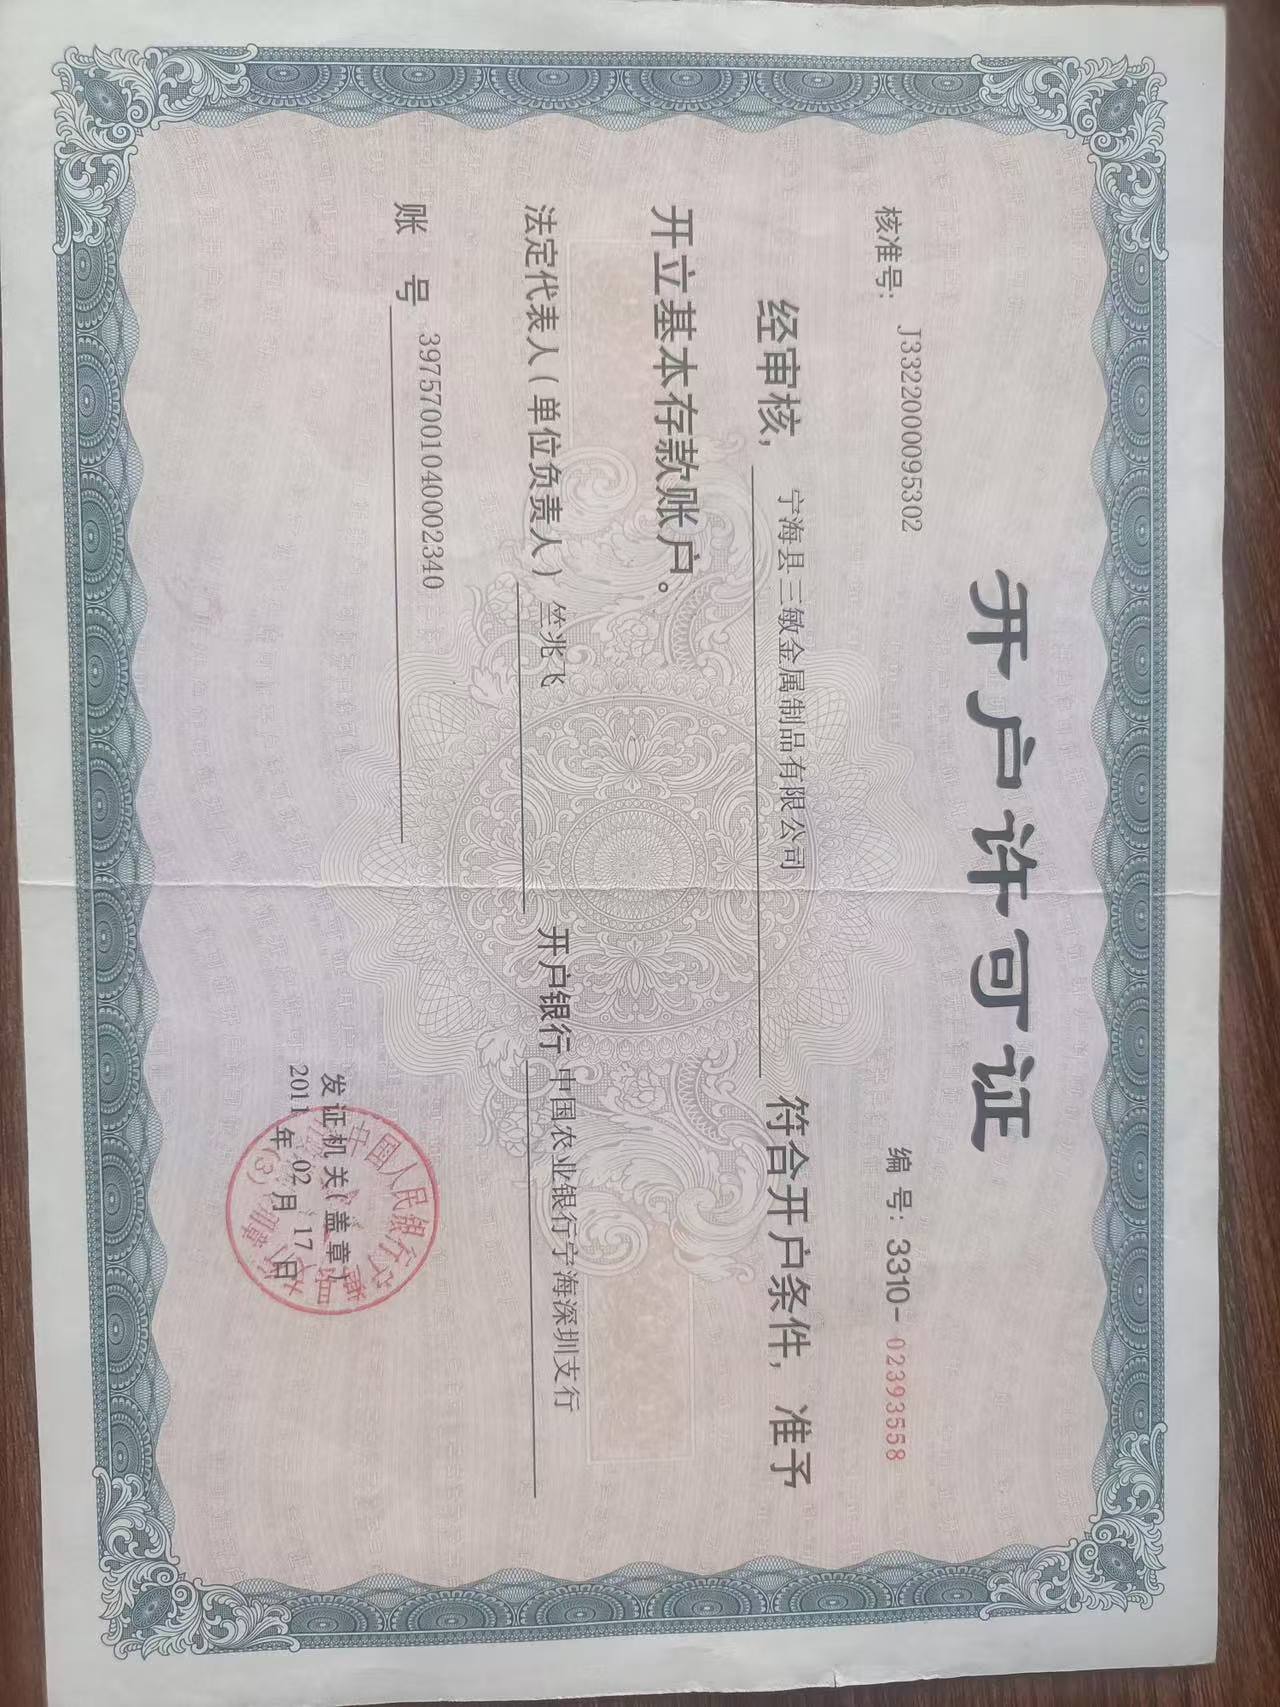 开户许可证
核准号: J3322000095302 编号: 3310-02393558
经审核, 宁海县三敏金属制品有限公司 符合开户条件, 准予
开立基本存款账户。
法定代表人(单位负责人) 竺兆飞 开户银行 中国农业银行宁海深圳支行
账 号 39757001040002340
发证机关(盖章)
2011 年 02 月 17 日
中国人民银行宁
(3)